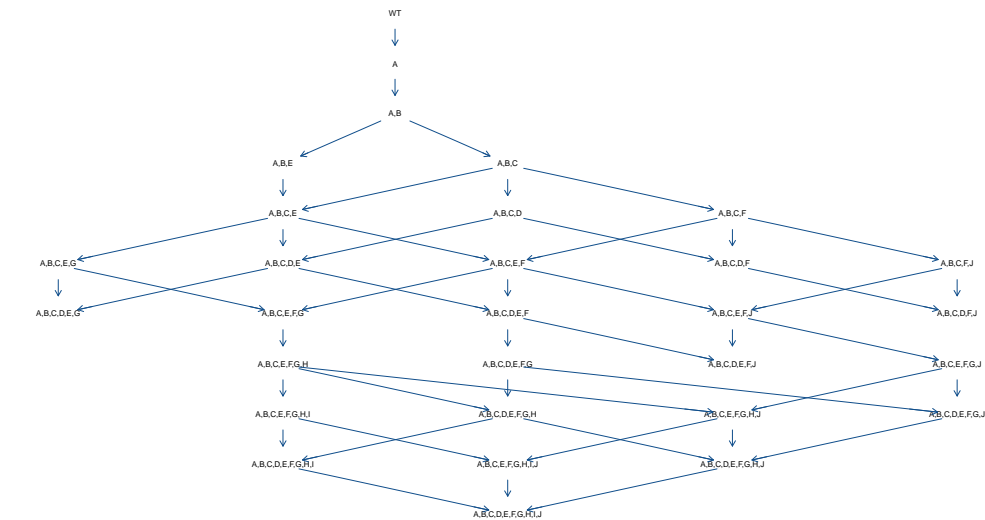 WT
A
A,B
A,B,E
A,B,C
A,B,C,E
A,B,C,D
A,B,C,F
A,B,C,E,G
A,B,C,D,E
A,B,C,E,F
A,B,C,D,F
A,B,C,F,J
A,B,C,D,E,G
A,B,C,E,F,G
A,B,C,D,E,F
A,B,C,E,F,J
A,B,C,D,F,J
A,B,C,E,F,G,H
A,B,C,D,E,F,G
A,B,C,D,E,F,J
A,B,C,E,F,G,J
A,B,C,E,F,G,H,I
A,B,C,D,E,F,G,H
A,B,C,E,F,G,H,J
A,B,C,D,E,F,G,J
A,B,C,D,E,F,G,H,I
A,B,C,E,F,G,H,I,J
A,B,C,D,E,F,G,H,J
A,B,C,D,E,F,G,H,I,J